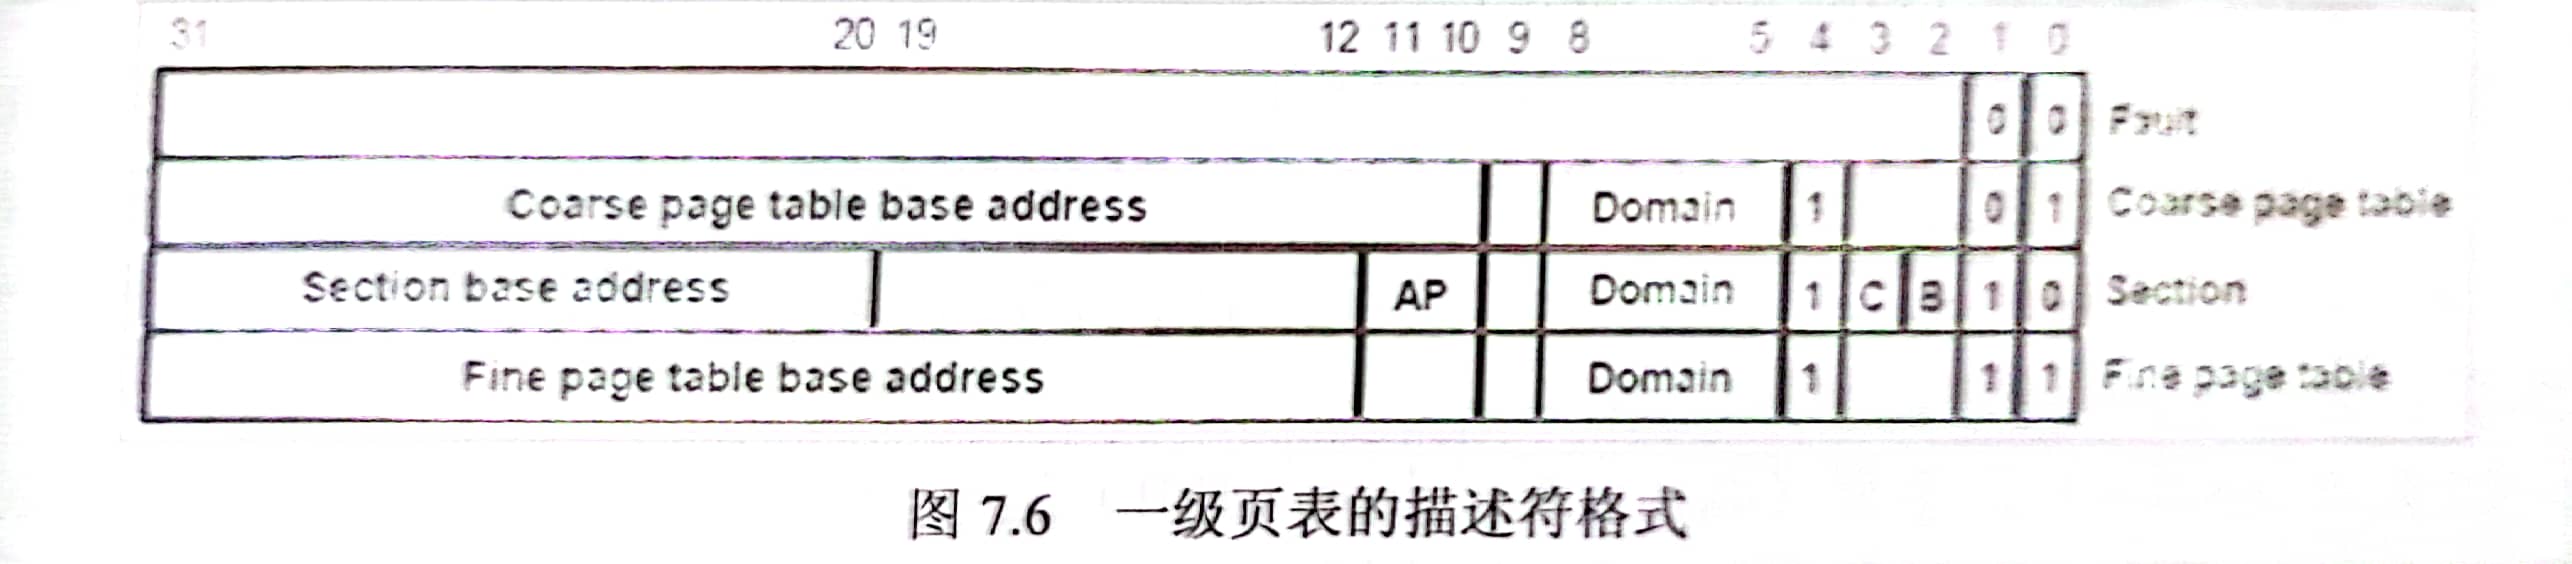 31 20 19 12 11 10 9 8 5 4 3 2 1 0
0 0 Fault
Coarse page table base address Domain 1 0 1 Coarse page table
Section base address AP Domain 1 C B 1 0 Section
Fine page table base address Domain 1 1 1 Fine page table
图 7.6 一级页表的描述符格式